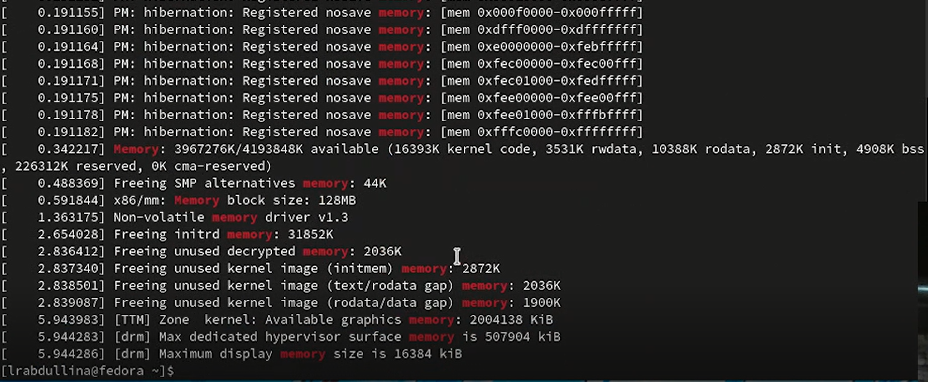 [    0.191155] PM: hibernation: Registered nosave memory: [mem 0x000f0000-0x000fffff]
[    0.191160] PM: hibernation: Registered nosave memory: [mem 0xdfff0000-0xdfffffff]
[    0.191164] PM: hibernation: Registered nosave memory: [mem 0xe0000000-0xfebfffff]
[    0.191168] PM: hibernation: Registered nosave memory: [mem 0xfec00000-0xfec00fff]
[    0.191171] PM: hibernation: Registered nosave memory: [mem 0xfec01000-0xfedfffff]
[    0.191175] PM: hibernation: Registered nosave memory: [mem 0xfee00000-0xfee00fff]
[    0.191178] PM: hibernation: Registered nosave memory: [mem 0xfee01000-0xfffbffff]
[    0.191182] PM: hibernation: Registered nosave memory: [mem 0xfffc0000-0xffffffff]
[    0.342217] Memory: 3967276K/4193848K available (16393K kernel code, 3531K rwdata, 10388K rodata, 2872K init, 4908K bss
, 226312K reserved, 0K cma-reserved)
[    0.488369] Freeing SMP alternatives memory: 44K
[    0.591844] x86/mm: Memory block size: 128MB
[    1.363175] Non-volatile memory driver v1.3
[    2.654028] Freeing initrd memory: 31852K
[    2.836412] Freeing unused decrypted memory: 2036K
[    2.837340] Freeing unused kernel image (initmem) memory: 2872K
[    2.838501] Freeing unused kernel image (text/rodata gap) memory: 2036K
[    2.839087] Freeing unused kernel image (rodata/data gap) memory: 1900K
[    5.943983] [TTM] Zone  kernel: Available graphics memory: 2004138 KiB
[    5.944283] [drm] Max dedicated hypervisor surface memory is 507904 kiB
[    5.944286] [drm] Maximum display memory size is 16384 kiB
[lrabdullina@fedora ~]$